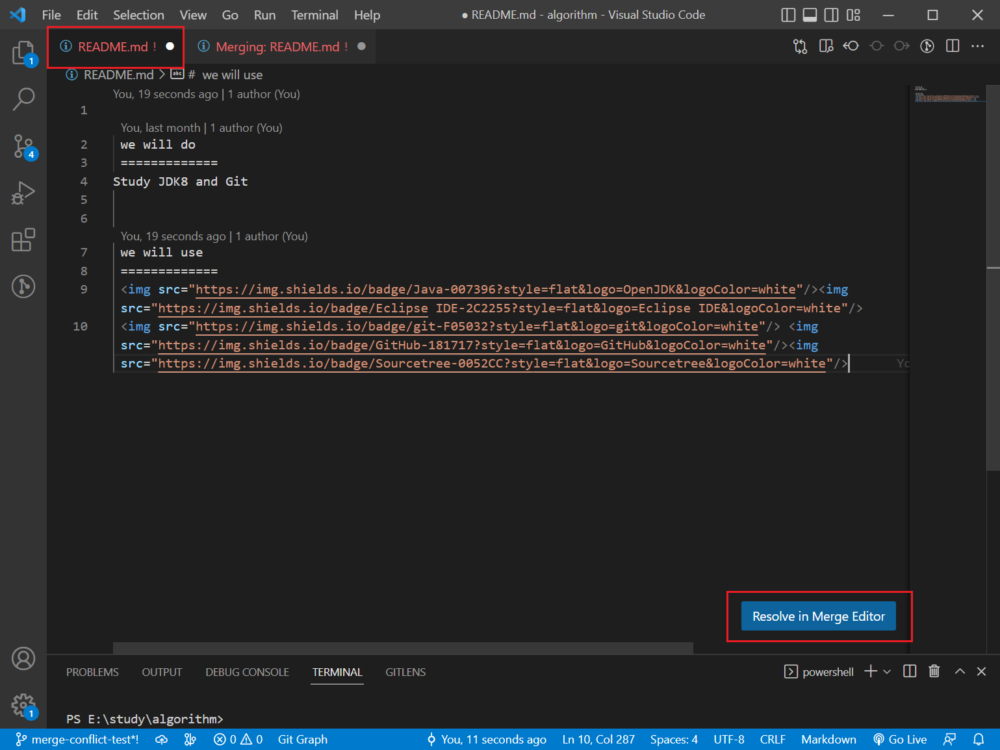 File Edit Selection View Go Run Terminal Help ● README.md - algorithm - Visual Studio Code
README.md ! ● Merging: README.md ! ●
README.md > abc # we will use
You, 19 seconds ago | 1 author (You)
1
You, last month | 1 author (You)
2 we will do
3 =============
4 Study JDK8 and Git
5
6
You, 19 seconds ago | 1 author (You)
7 we will use
8 =============
9 <img src="https://img.shields.io/badge/Java-007396?style=flat&logo=OpenJDK&logoColor=white"/><img
src="https://img.shields.io/badge/Eclipse IDE-2C2255?style=flat&logo=Eclipse IDE&logoColor=white"/>
10 <img src="https://img.shields.io/badge/git-F05032?style=flat&logo=git&logoColor=white"/> <img
src="https://img.shields.io/badge/GitHub-181717?style=flat&logo=GitHub&logoColor=white"/><img
src="https://img.shields.io/badge/Sourcetree-0052CC?style=flat&logo=Sourcetree&logoColor=white"/>
1
4
Resolve in Merge Editor
PROBLEMS OUTPUT DEBUG CONSOLE TERMINAL GITLENS powershell
PS E:\study\algorithm>
1
merge-conflict-test*! 0 0 Git Graph You, 11 seconds ago Ln 10, Col 287 Spaces: 4 UTF-8 CRLF Markdown Go Live